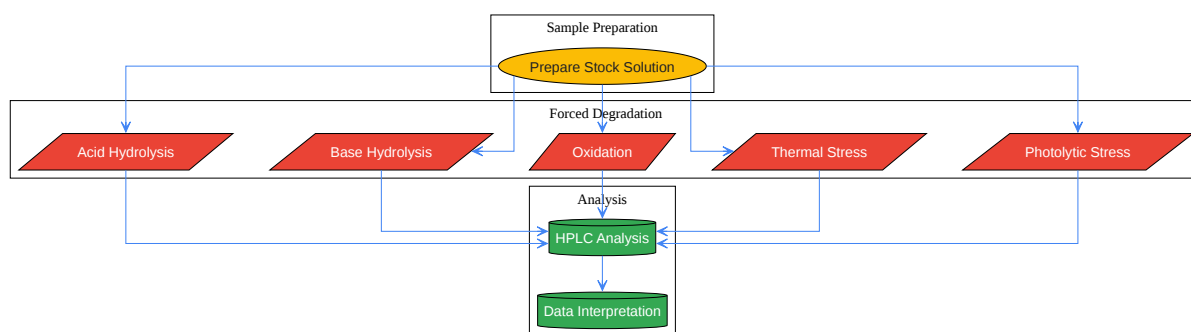 Sample Preparation
Prepare Stock Solution
Forced Degradation
Acid Hydrolysis
Base Hydrolysis
Oxidation
Thermal Stress
Photolytic Stress
Analysis
HPLC Analysis
Data Interpretation